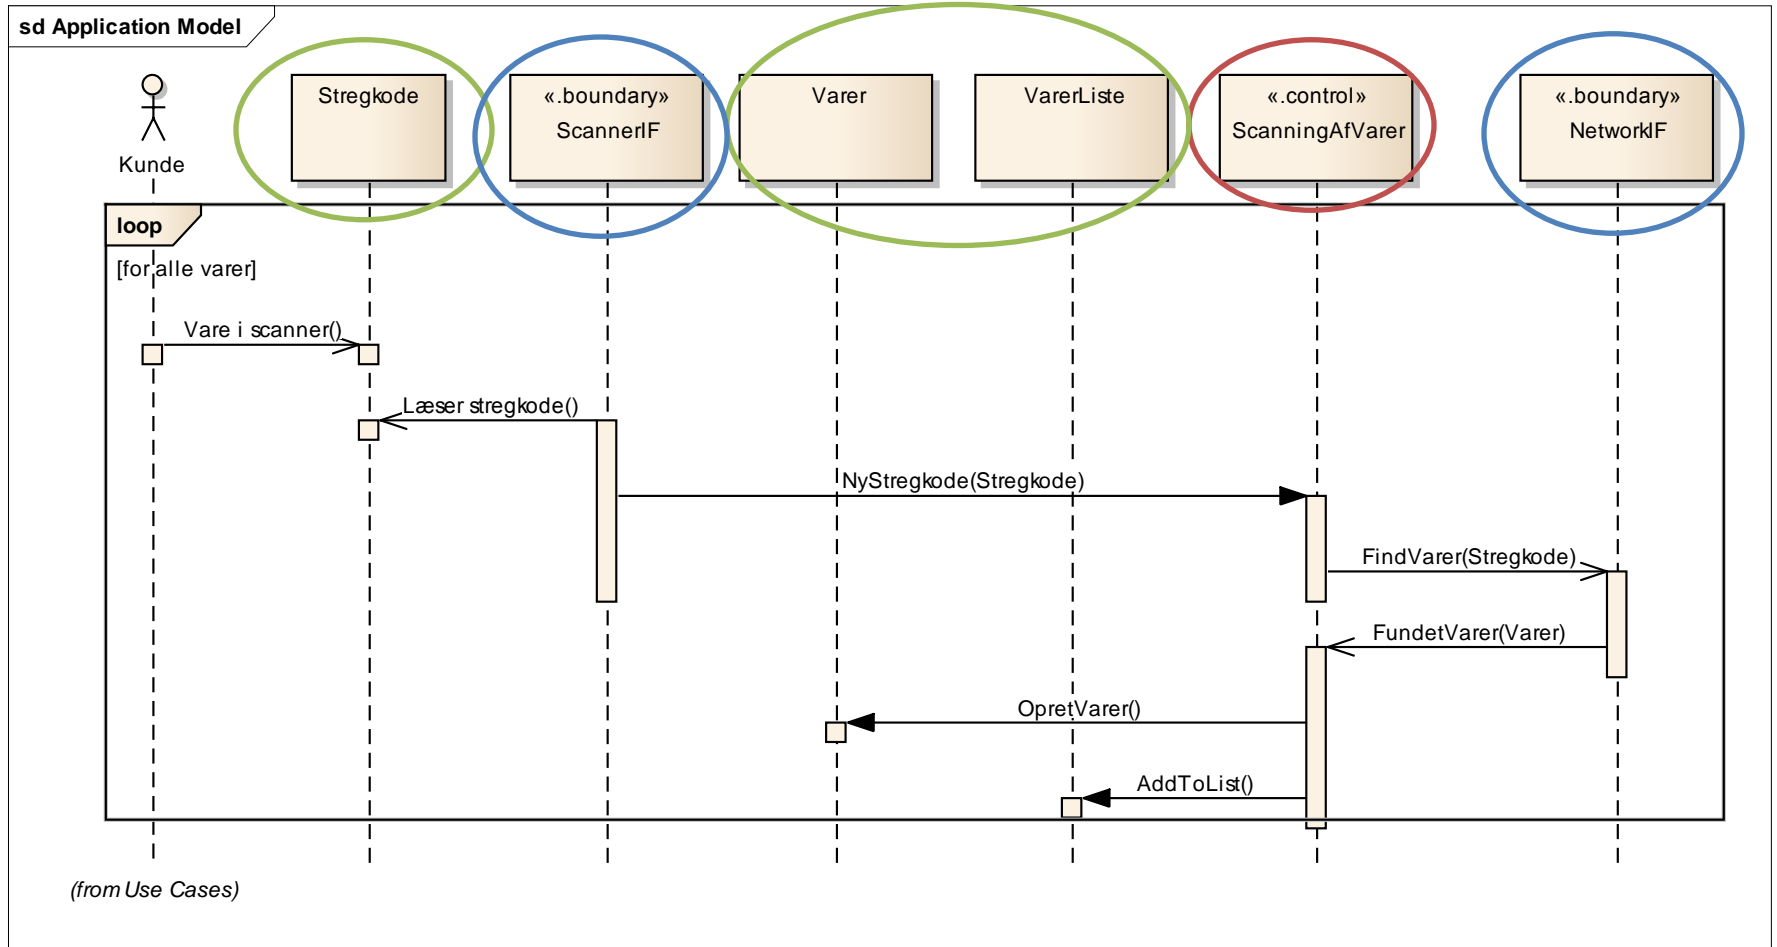 sd Application Model
Kunde
Stregkode
«.boundary»
ScannerIF
Varer
VarerListe
«.control»
ScanningAfVarer
«.boundary»
NetworkIF
loop
[for alle varer]
Vare i scanner()
Læser stregkode()
NyStregkode(Stregkode)
FindVarer(Stregkode)
FundetVarer(Varer)
OpretVarer()
AddToList()
(from Use Cases)